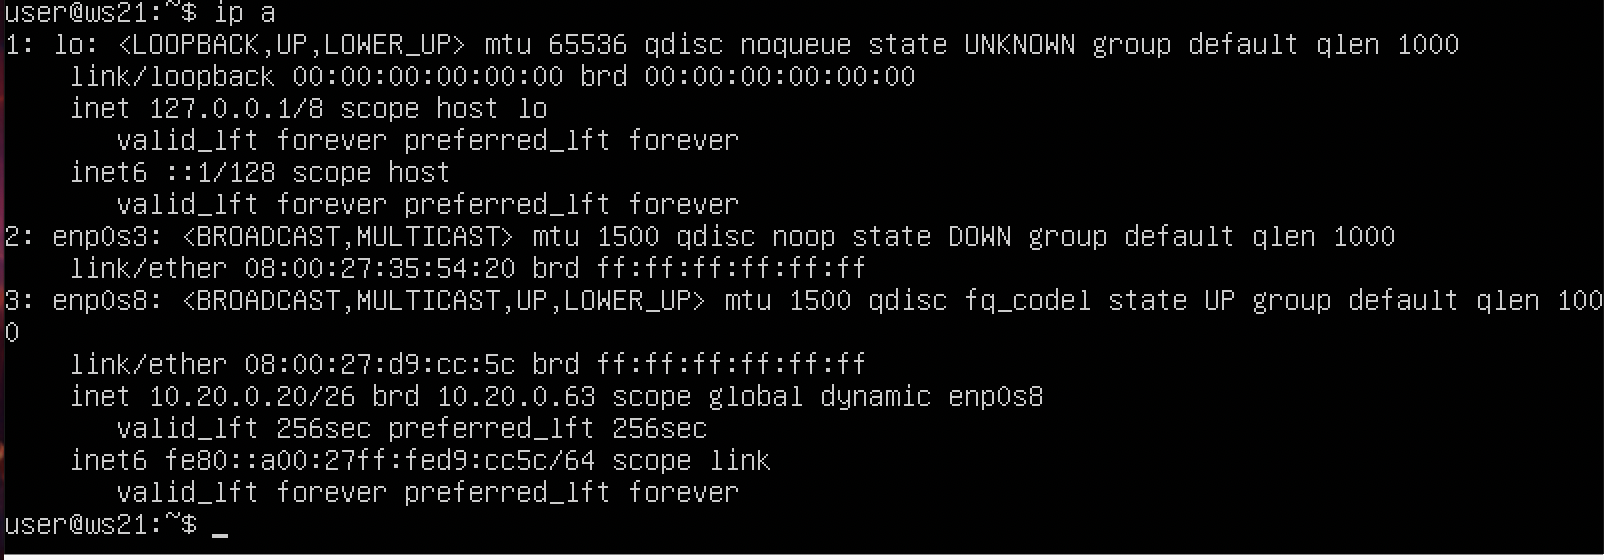 user@ws21:~$ ip a
1: lo: <LOOPBACK,UP,LOWER_UP> mtu 65536 qdisc noqueue state UNKNOWN group default qlen 1000
    link/loopback 00:00:00:00:00:00 brd 00:00:00:00:00:00
    inet 127.0.0.1/8 scope host lo
       valid_lft forever preferred_lft forever
    inet6 ::1/128 scope host
       valid_lft forever preferred_lft forever
2: enp0s3: <BROADCAST,MULTICAST> mtu 1500 qdisc noop state DOWN group default qlen 1000
    link/ether 08:00:27:35:54:20 brd ff:ff:ff:ff:ff:ff
3: enp0s8: <BROADCAST,MULTICAST,UP,LOWER_UP> mtu 1500 qdisc fq_codel state UP group default qlen 100
0
    link/ether 08:00:27:d9:cc:5c brd ff:ff:ff:ff:ff:ff
    inet 10.20.0.20/26 brd 10.20.0.63 scope global dynamic enp0s8
       valid_lft 256sec preferred_lft 256sec
    inet6 fe80::a00:27ff:fed9:cc5c/64 scope link
       valid_lft forever preferred_lft forever
user@ws21:~$ _